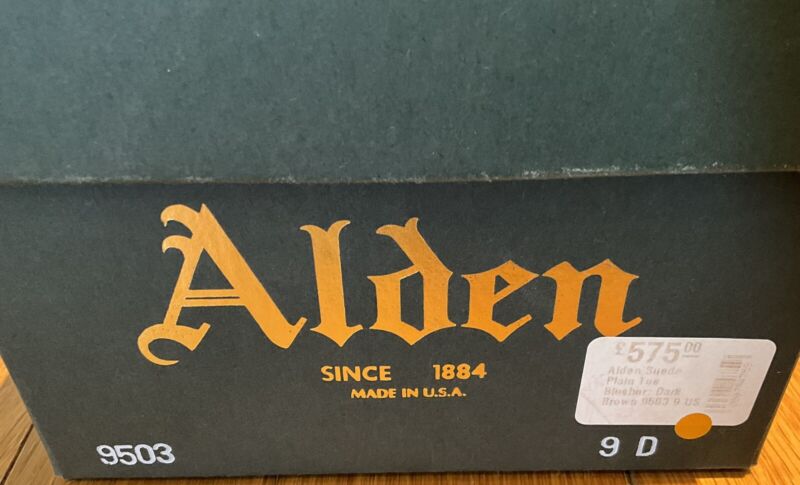 Alden
SINCE 1884
MADE IN U.S.A.
£575.00
Alden Suede
Plain Toe
Blucher: Dark
Brown 9503 9 US
9503
9 D